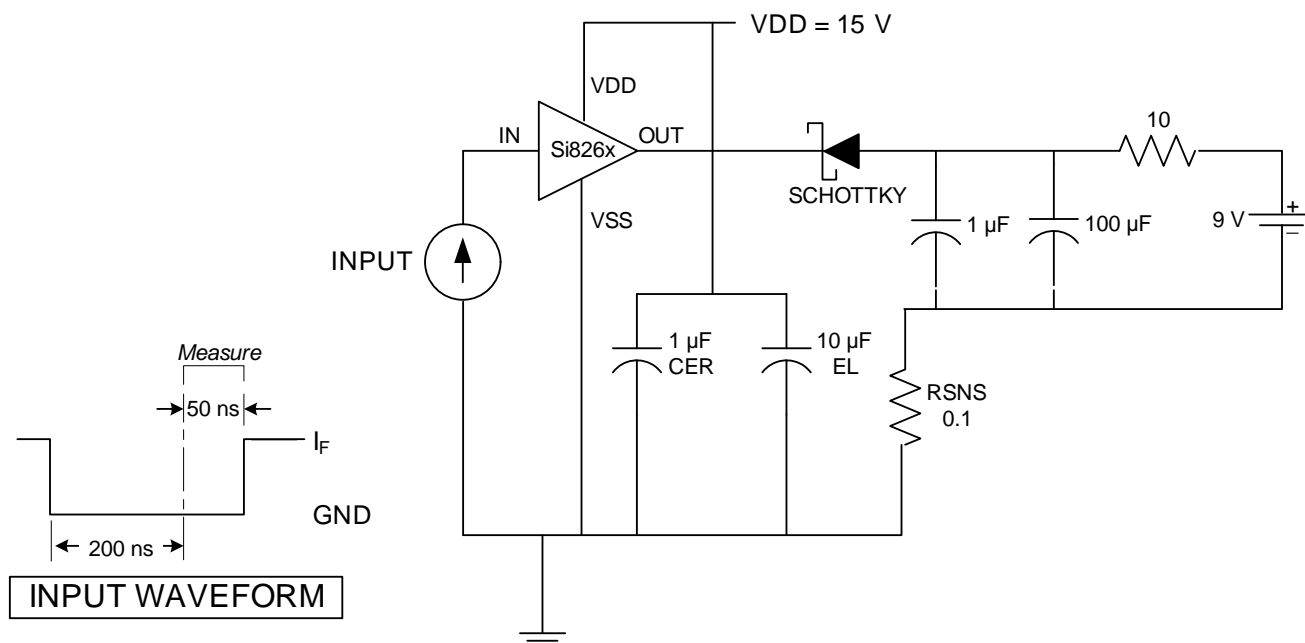 VDD = 15 V
VDD
10
IN
Si826x
OUT
SCHOTTKY
VSS
1 µF
100 µF
9 V
+
–
INPUT
1 µF
CER
10 µF
EL
RSNS
0.1
Measure
50 ns
IF
GND
200 ns
INPUT WAVEFORM